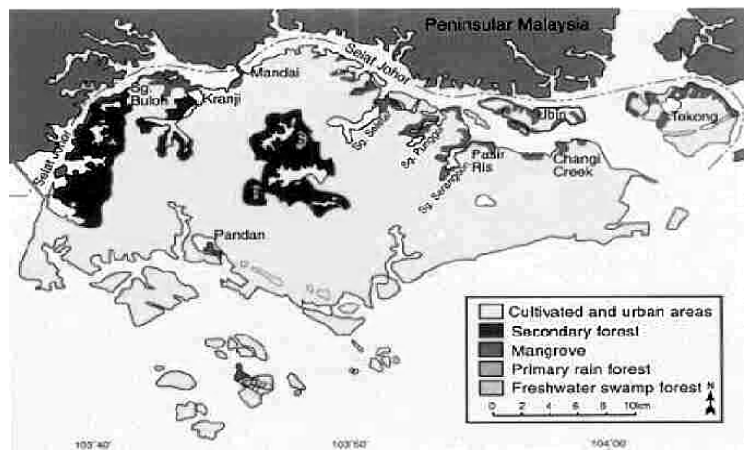 Peninsular Malaysia
Selat Johor
Mandai
Sg.
Buloh
Kranji
Selat Johor
Ubin
Tekong
Sg. Seletar
Sg. Punggol
Sg. Serangoon
Pasir
Ris
Changi
Creek
Pandan
Cultivated and urban areas
Secondary forest
Mangrove
Primary rain forest
Freshwater swamp forest
N
0 2 4 6 8 10km
103°40'
103°50'
104°00'